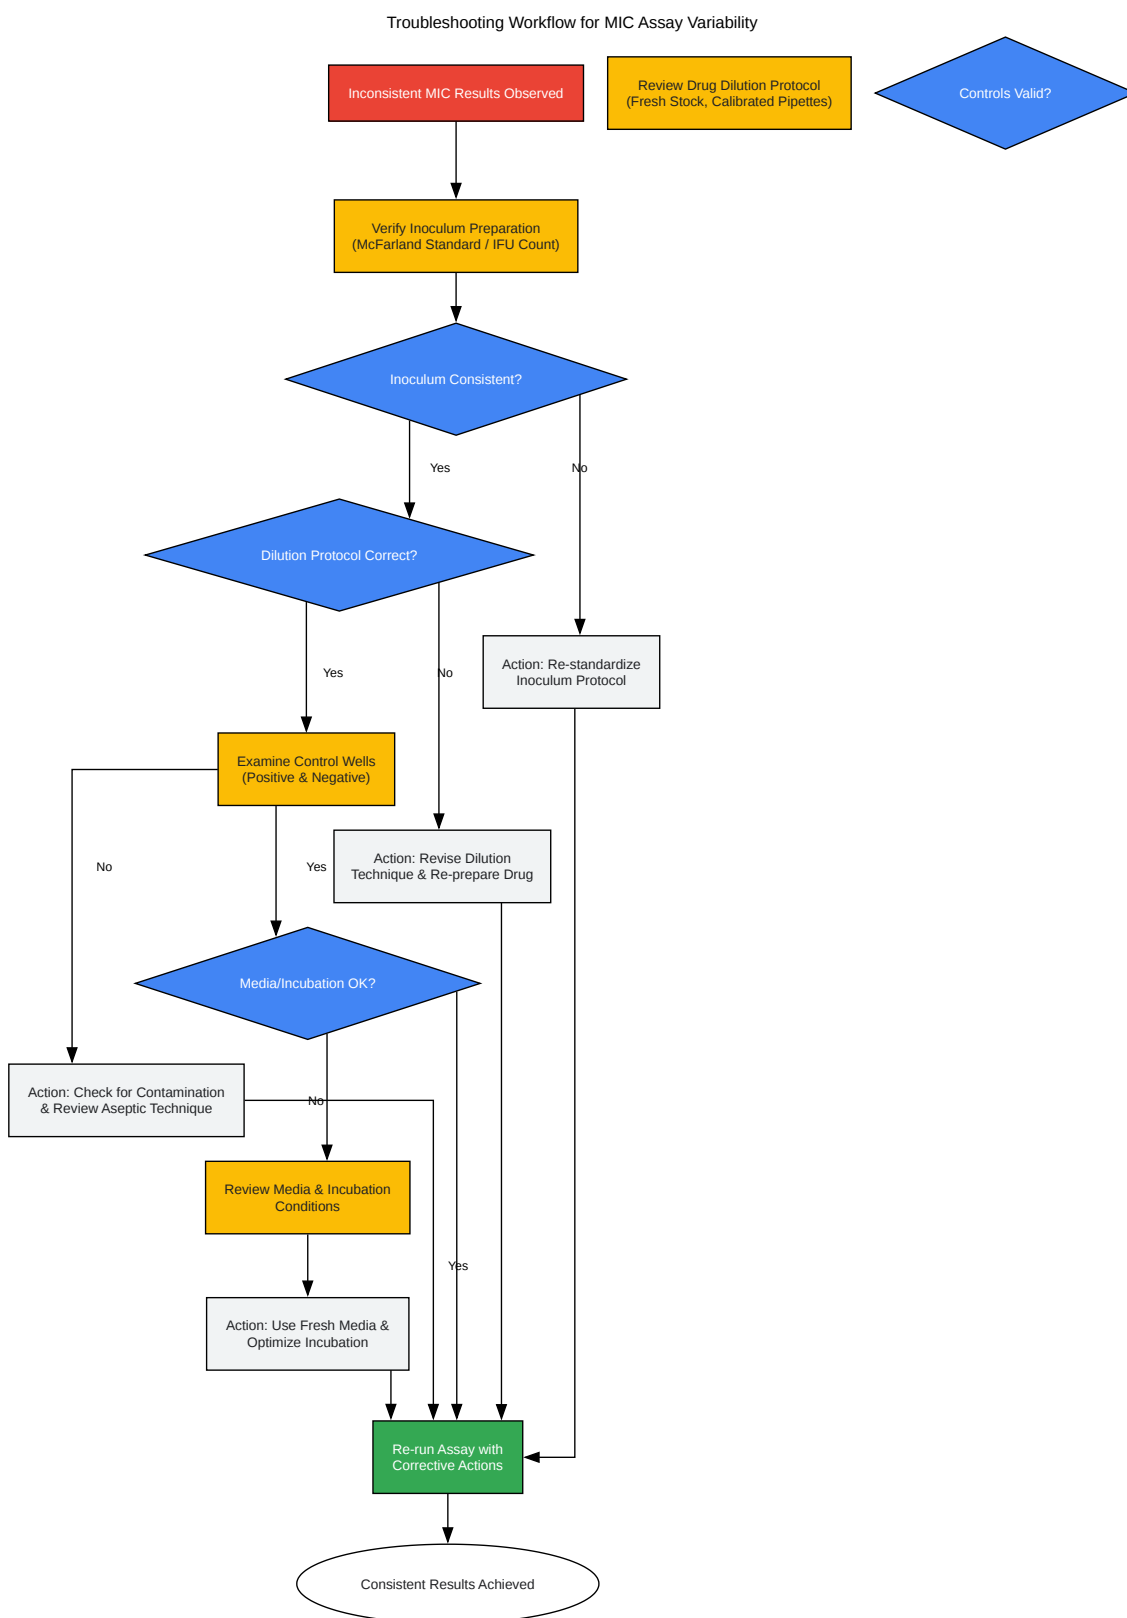 Troubleshooting Workflow for MIC Assay Variability
Inconsistent MIC Results Observed
Review Drug Dilution Protocol
(Fresh Stock, Calibrated Pipettes)
Controls Valid?
Verify Inoculum Preparation
(McFarland Standard / IFU Count)
Inoculum Consistent?
Yes
No
Dilution Protocol Correct?
Yes
No
Action: Re-standardize
Inoculum Protocol
Examine Control Wells
(Positive & Negative)
No
Yes
Action: Revise Dilution
Technique & Re-prepare Drug
Media/Incubation OK?
Action: Check for Contamination
& Review Aseptic Technique
No
Review Media & Incubation
Conditions
Yes
Action: Use Fresh Media &
Optimize Incubation
Re-run Assay with
Corrective Actions
Consistent Results Achieved